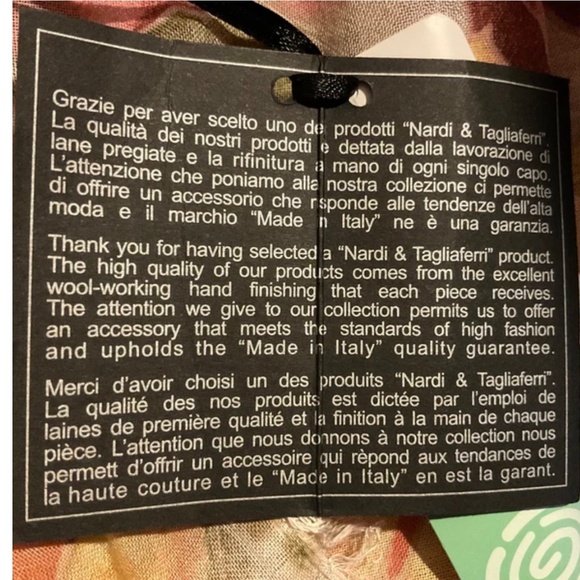 Grazie per aver scelto uno de prodotti "Nardi & Tagliaferri".
La qualità dei nostri prodotti è dettata dalla lavorazione di
lane pregiate e la rifinitura a mano di ogni singolo capo.
L'attenzione che poniamo alla nostra collezione ci permette
di offrire un accessorio che risponde alle tendenze dell'alta
moda e il marchio "Made in Italy" ne è una garanzia.
Thank you for having selected a "Nardi & Tagliaferri" product.
The high quality of our products comes from the excellent
wool-working hand finishing that each piece receives.
The attention we give to our collection permits us to offer
an accessory that meets the standards of high fashion
and upholds the "Made in Italy" quality guarantee.
Merci d'avoir choisi un des produits "Nardi & Tagliaferri".
La qualité des nos produits est dictée par l'emploi de
laines de première qualité et la finition à la main de chaque
pièce. L'attention que nous donnons à notre collection nous
permett d'offrir un accessoire qui rèpond aux tendances de
la haute couture et le "Made in Italy" en est la garant.